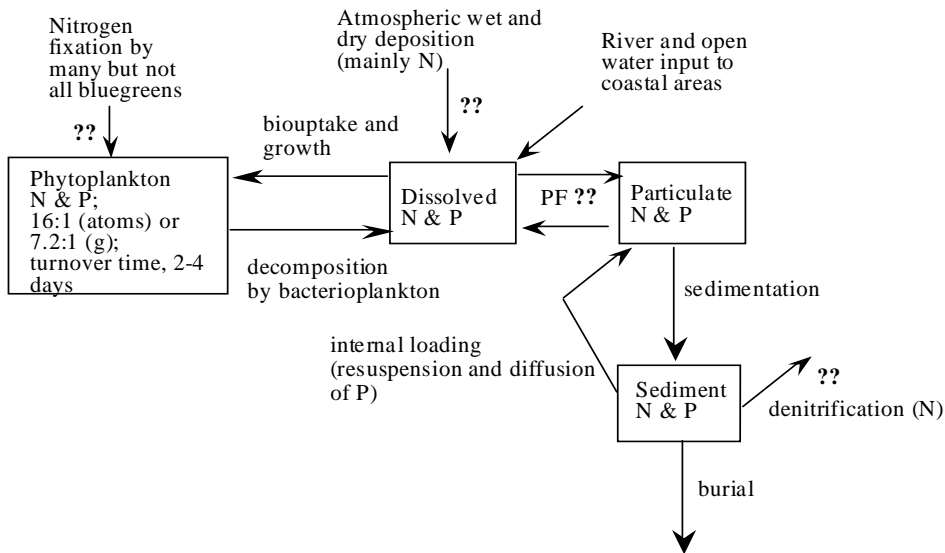 Nitrogen
fixation by
many but not
all bluegreens
??
Atmospheric wet and
dry deposition
(mainly N)
??
River and open
water input to
coastal areas
biouptake and
growth
Phytoplankton
N & P;
16:1 (atoms) or
7.2:1 (g);
turnover time, 2-4
days
Dissolved
N & P
PF ??
Particulate
N & P
decomposition
by bacterioplankton
sedimentation
internal loading
(resuspension and diffusion
of P)
Sediment
N & P
??
denitrification (N)
burial